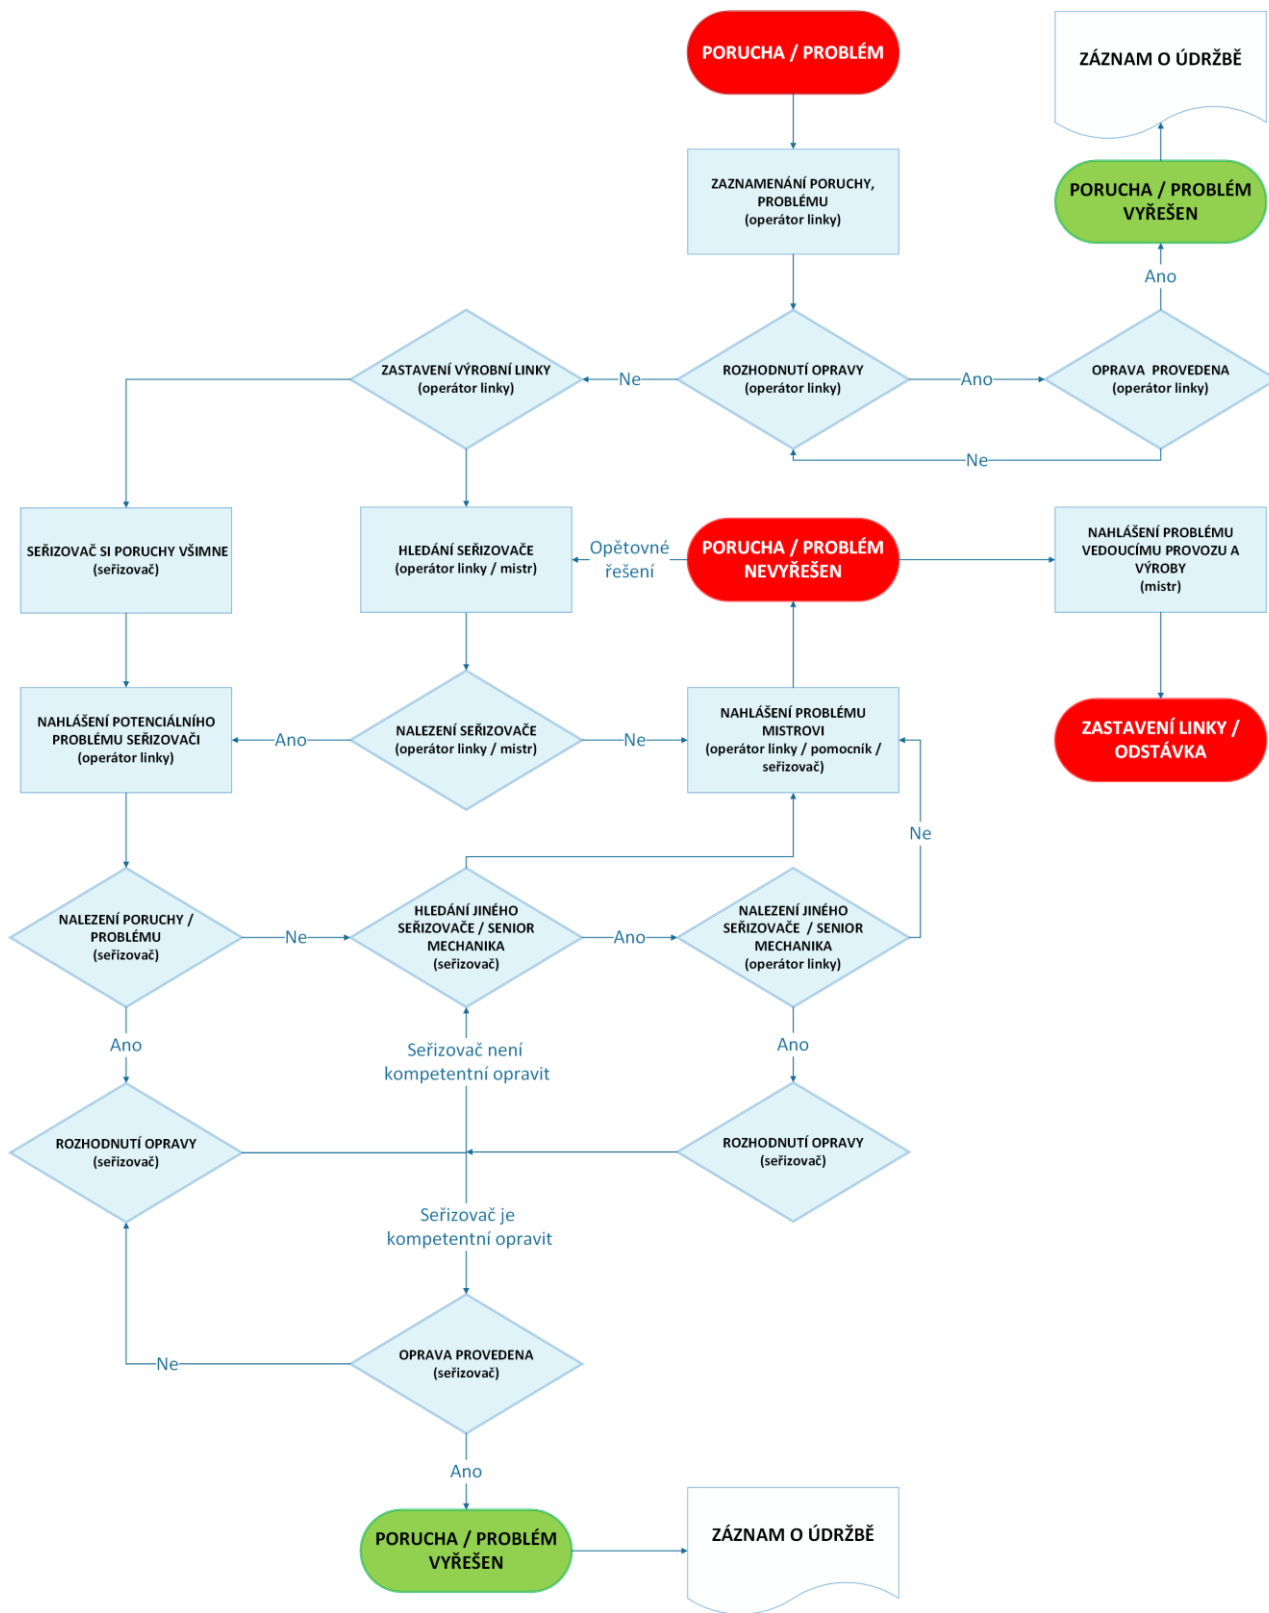 PORUCHA / PROBLÉM
ZÁZNAM O ÚDRŽBĚ
ZAZNAMENÁNÍ PORUCHY,
PROBLÉMU
(operátor linky)
PORUCHA / PROBLÉM
VYŘEŠEN
Ano
ZASTAVENÍ VÝROBNÍ LINKY
(operátor linky)
Ne
ROZHODNUTÍ OPRAVY
(operátor linky)
Ano
OPRAVA PROVEDENA
(operátor linky)
Ne
SEŘIZOVAČ SI PORUCHY VŠIMNE
(seřizovač)
HLEDÁNÍ SEŘIZOVAČE
(operátor linky / mistr)
Opětovné
řešení
PORUCHA / PROBLÉM
NEVYŘEŠEN
NAHLÁŠENÍ PROBLÉMU
VEDOUCÍMU PROVOZU A
VÝROBY
(mistr)
NAHLÁŠENÍ POTENCIÁLNÍHO
PROBLÉMU SEŘIZOVAČI
(operátor linky)
Ano
NALEZENÍ SEŘIZOVAČE
(operátor linky / mistr)
Ne
NAHLÁŠENÍ PROBLÉMU
MISTROVI
(operátor linky / pomocník /
seřizovač)
ZASTAVENÍ LINKY /
ODSTÁVKA
Ne
NALEZENÍ PORUCHY /
PROBLÉMU
(seřizovač)
Ne
HLEDÁNÍ JINÉHO
SEŘIZOVAČE / SENIOR
MECHANIKA
(seřizovač)
Ano
NALEZENÍ JINÉHO
SEŘIZOVAČE / SENIOR
MECHANIKA
(operátor linky)
Ano
Seřizovač není
kompetentní opravit
Ano
ROZHODNUTÍ OPRAVY
(seřizovač)
ROZHODNUTÍ OPRAVY
(seřizovač)
Seřizovač je
kompetentní opravit
Ne
OPRAVA PROVEDENA
(seřizovač)
Ano
PORUCHA / PROBLÉM
VYŘEŠEN
ZÁZNAM O ÚDRŽBĚ